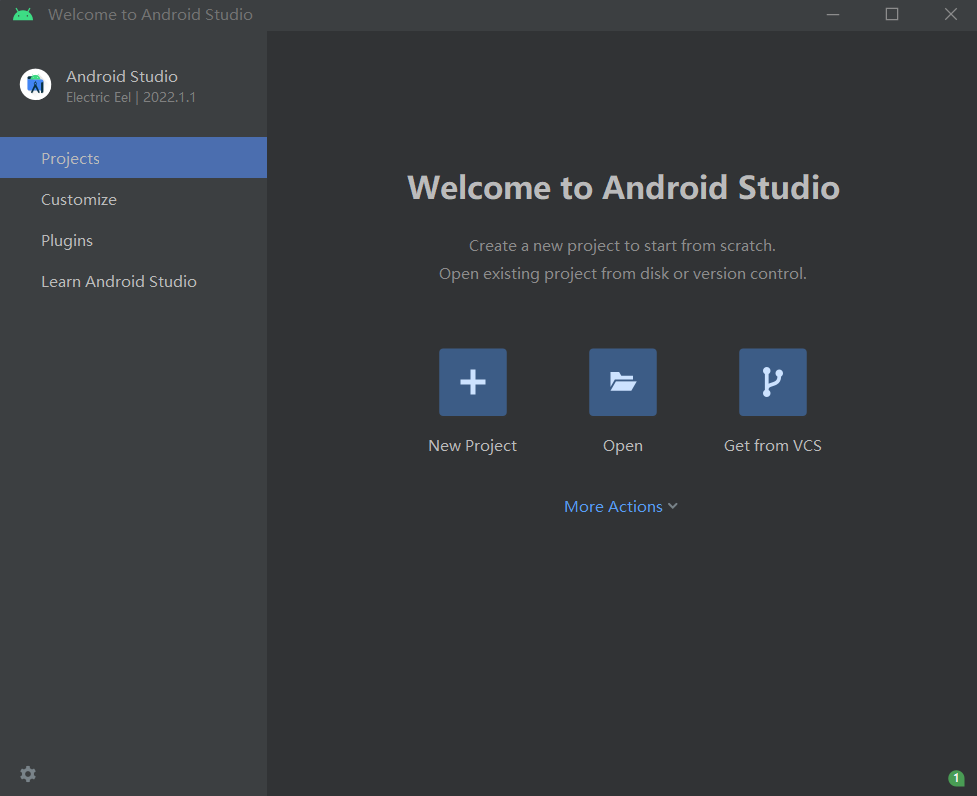 Welcome to Android Studio
Android Studio
Electric Eel | 2022.1.1
Projects
Customize
Plugins
Learn Android Studio
Welcome to Android Studio
Create a new project to start from scratch.
Open existing project from disk or version control.
New Project
Open
Get from VCS
More Actions
1